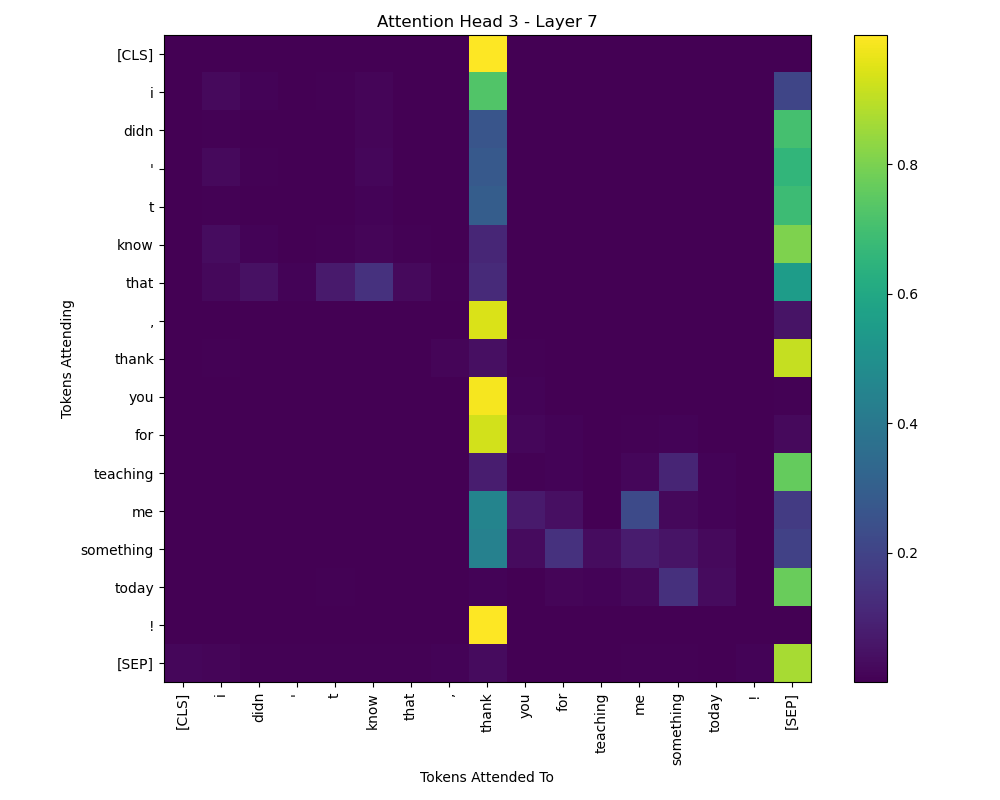 Attention Head 3 - Layer 7
Tokens Attending
[CLS]
i
didn
'
t
know
that
,
thank
you
for
teaching
me
something
today
!
[SEP]
[CLS]
i
didn
'
t
know
that
,
thank
you
for
teaching
me
something
today
!
[SEP]
Tokens Attended To
0.8
0.6
0.4
0.2